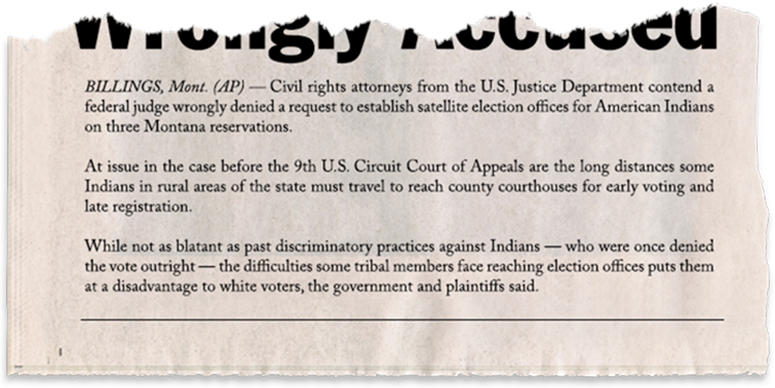 Wrongly Accused
BILLINGS, Mont. (AP) — Civil rights attorneys from the U.S. Justice Department contend a
federal judge wrongly denied a request to establish satellite election offices for American Indians
on three Montana reservations.
At issue in the case before the 9th U.S. Circuit Court of Appeals are the long distances some
Indians in rural areas of the state must travel to reach county courthouses for early voting and
late registration.
While not as blatant as past discriminatory practices against Indians — who were once denied
the vote outright — the difficulties some tribal members face reaching election offices puts them
at a disadvantage to white voters, the government and plaintiffs said.